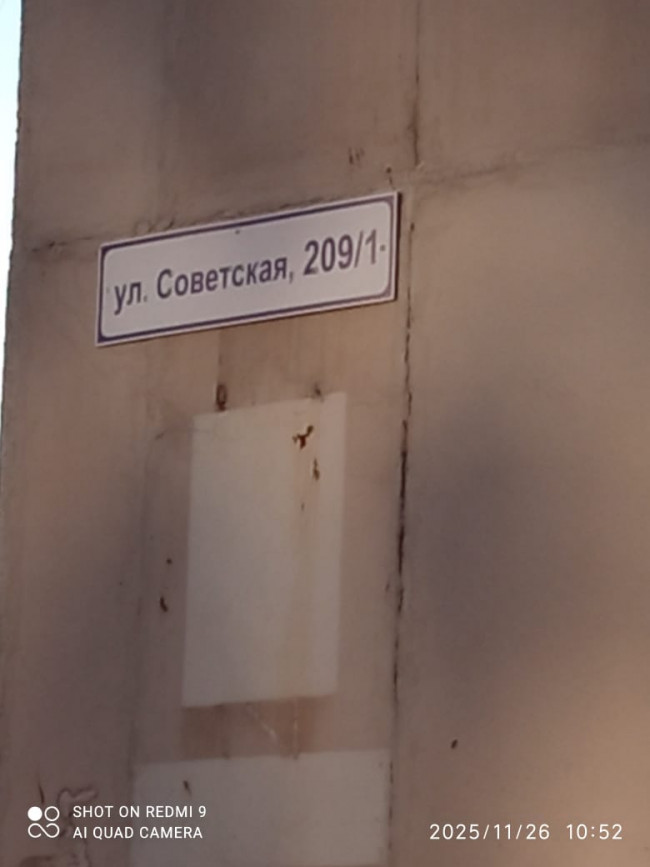 ул. Советская, 209/1
SHOT ON REDMI 9
AI QUAD CAMERA
2025/11/26 10:52